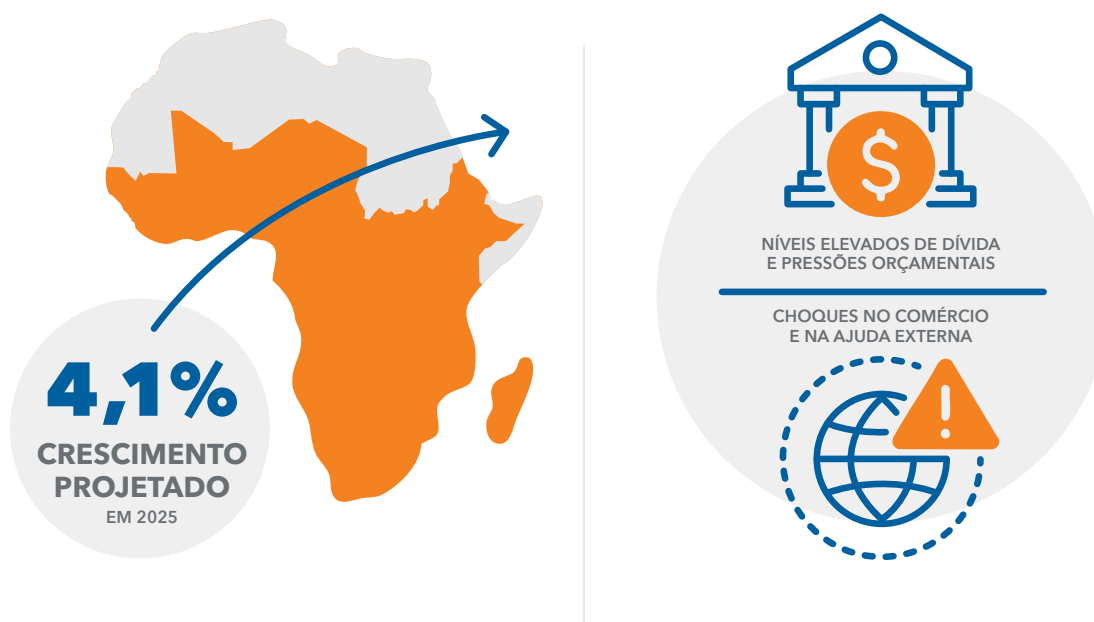 4,1%
CRESCIMENTO
PROJETADO
EM 2025
$
NÍVEIS ELEVADOS DE DÍVIDA
E PRESSÕES ORÇAMENTAIS
CHOQUES NO COMÉRCIO
E NA AJUDA EXTERNA
!